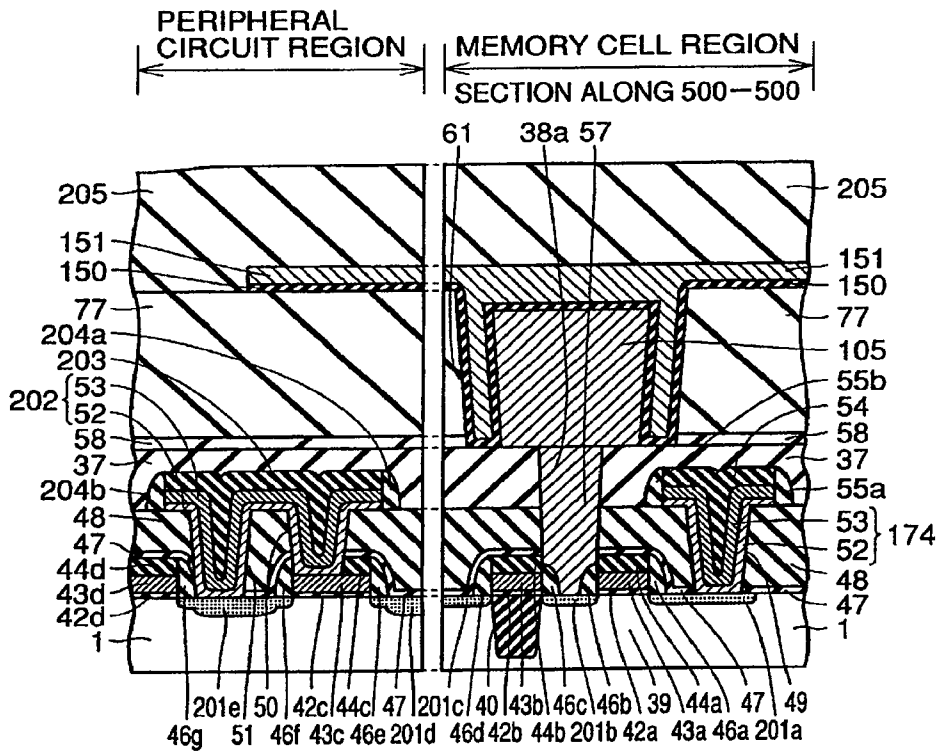 PERIPHERAL
CIRCUIT REGION
MEMORY CELL REGION
SECTION ALONG 500-500
61 38a 57
205 205
151 151
150 150
77 77
204a 105
203 55b
202 { 53 54
52 58
58 37
37 55a
204b 53 } 174
48 52
47 48
44d 47
43d 1
42d
1
201e 50 42c 44c 47 201c 40 43b 46c 46b 39 44a 47 49
46g 51 46f 43c 46e 201d 46d 42b 44b 201b 42a 43a 46a 201a